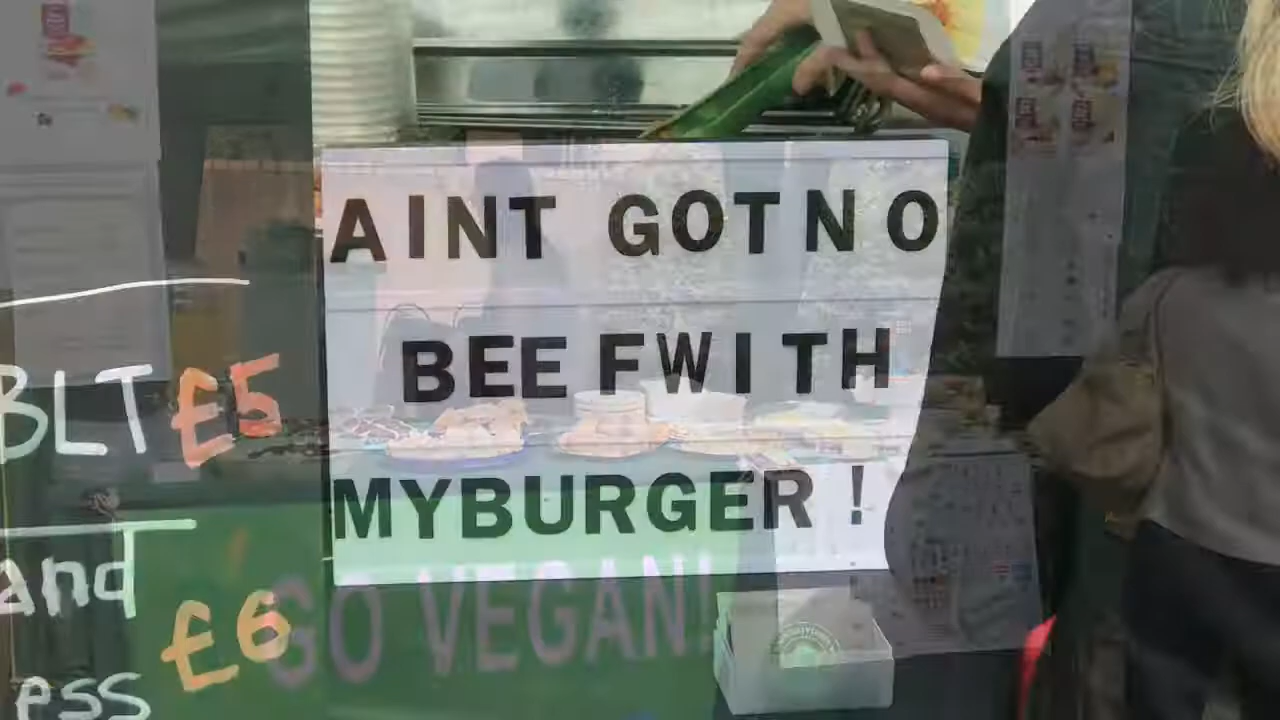 AINT GOT NO
BEEF WITH
MY BURGER !
BLT £5
and
£6
ess
GO VEGAN!